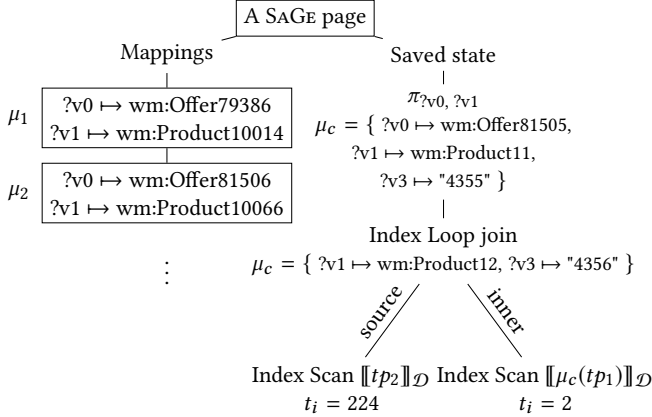 A SaGe page
Mappings
Saved state
μ1
?v0 ↦ wm:Offer79386
?v1 ↦ wm:Product10014
μ2
?v0 ↦ wm:Offer81506
?v1 ↦ wm:Product10066
⋮
π?v0, ?v1
μc = { ?v0 ↦ wm:Offer81505,
?v1 ↦ wm:Product11,
?v3 ↦ "4355" }
Index Loop join
μc = { ?v1 ↦ wm:Product12, ?v3 ↦ "4356" }
source
inner
Index Scan ⟦tp2⟧D
ti = 224
Index Scan ⟦μc(tp1)⟧D
ti = 2